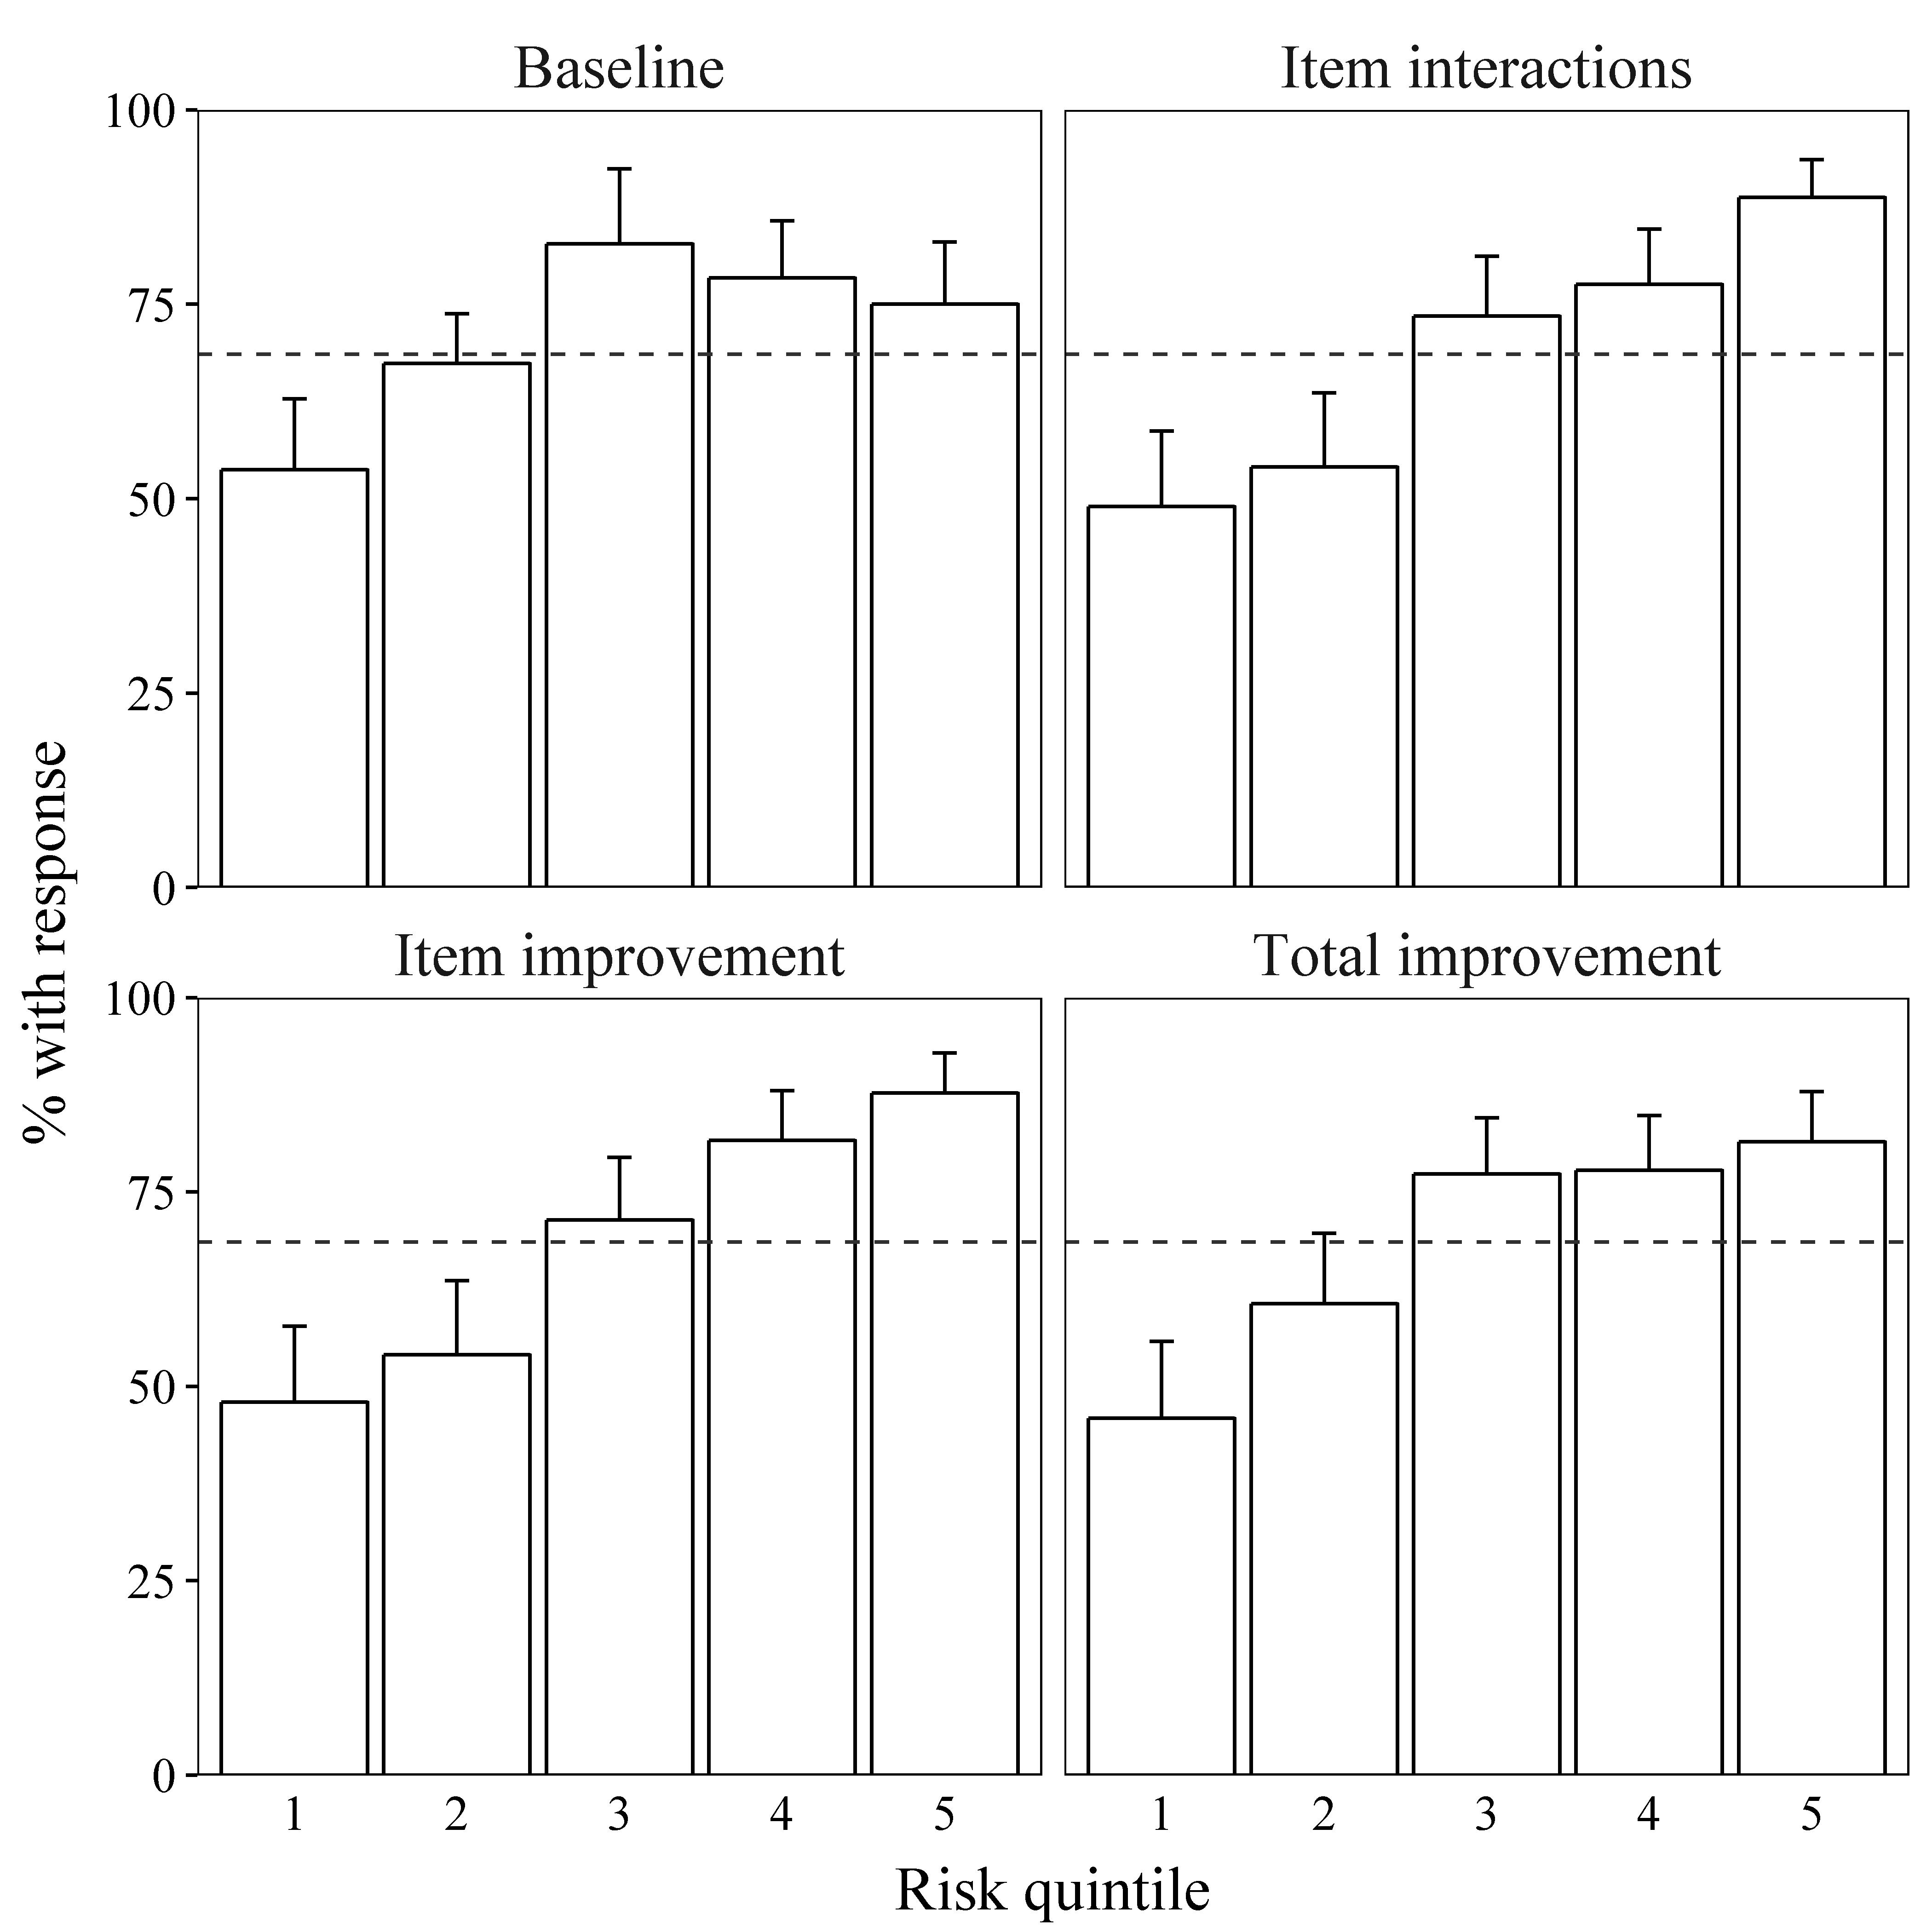 Baseline
Item interactions
100
75
50
25
0
% with response
Item improvement
Total improvement
100
75
50
25
0
1 2 3 4 5
1 2 3 4 5
Risk quintile